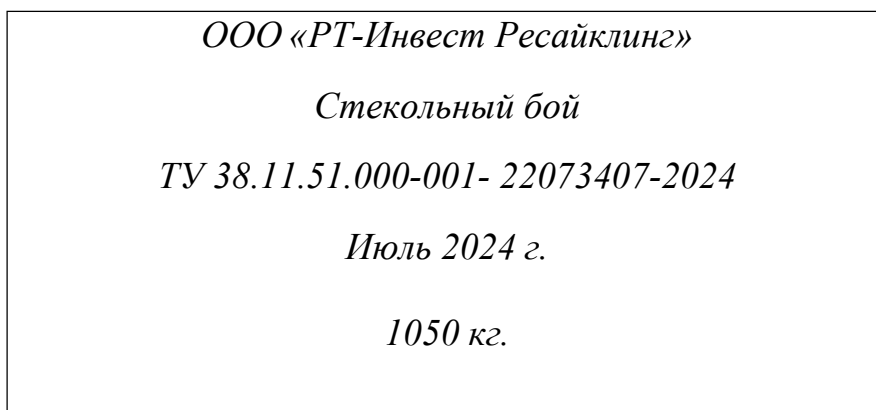 ООО «РТ-Инвест Ресайклинг»
Стекольный бой
ТУ 38.11.51.000-001- 22073407-2024
Июль 2024 г.
1050 кг.